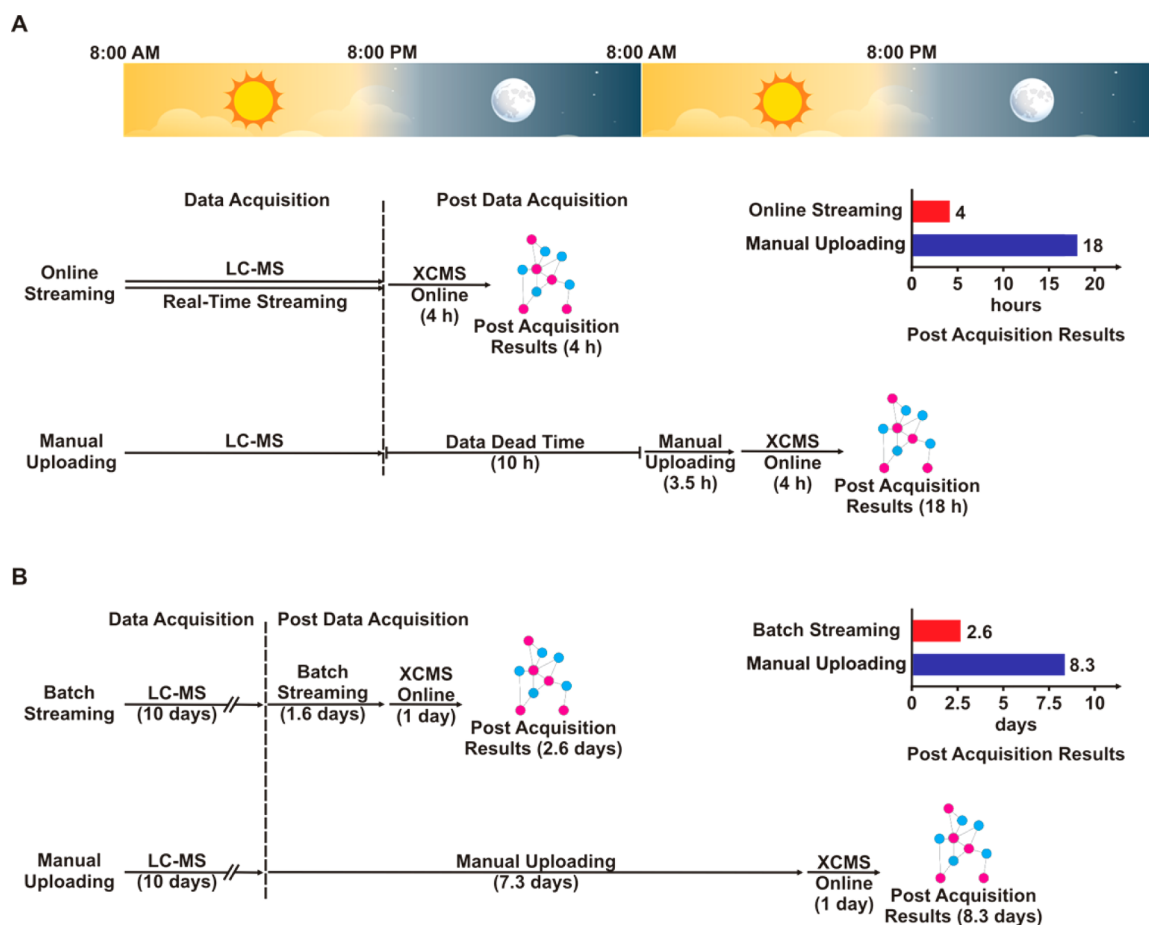 A
8:00 AM 8:00 PM 8:00 AM 8:00 PM
Data Acquisition Post Data Acquisition
Online
Streaming
LC-MS
Real-Time Streaming
XCMS
Online
(4 h)
Post Acquisition
Results (4 h)
Online Streaming 4
Manual Uploading 18
0 5 10 15 20
hours
Post Acquisition Results
Manual
Uploading
LC-MS
Data Dead Time
(10 h)
Manual
Uploading
(3.5 h)
XCMS
Online
(4 h)
Post Acquisition
Results (18 h)
B
Data Acquisition Post Data Acquisition
Batch
Streaming
LC-MS
(10 days)
Batch
Streaming
(1.6 days)
XCMS
Online
(1 day)
Post Acquisition
Results (2.6 days)
Batch Streaming 2.6
Manual Uploading 8.3
0 2.5 5 7.5 10
days
Post Acquisition Results
Manual
Uploading
LC-MS
(10 days)
Manual Uploading
(7.3 days)
XCMS
Online
(1 day)
Post Acquisition
Results (8.3 days)